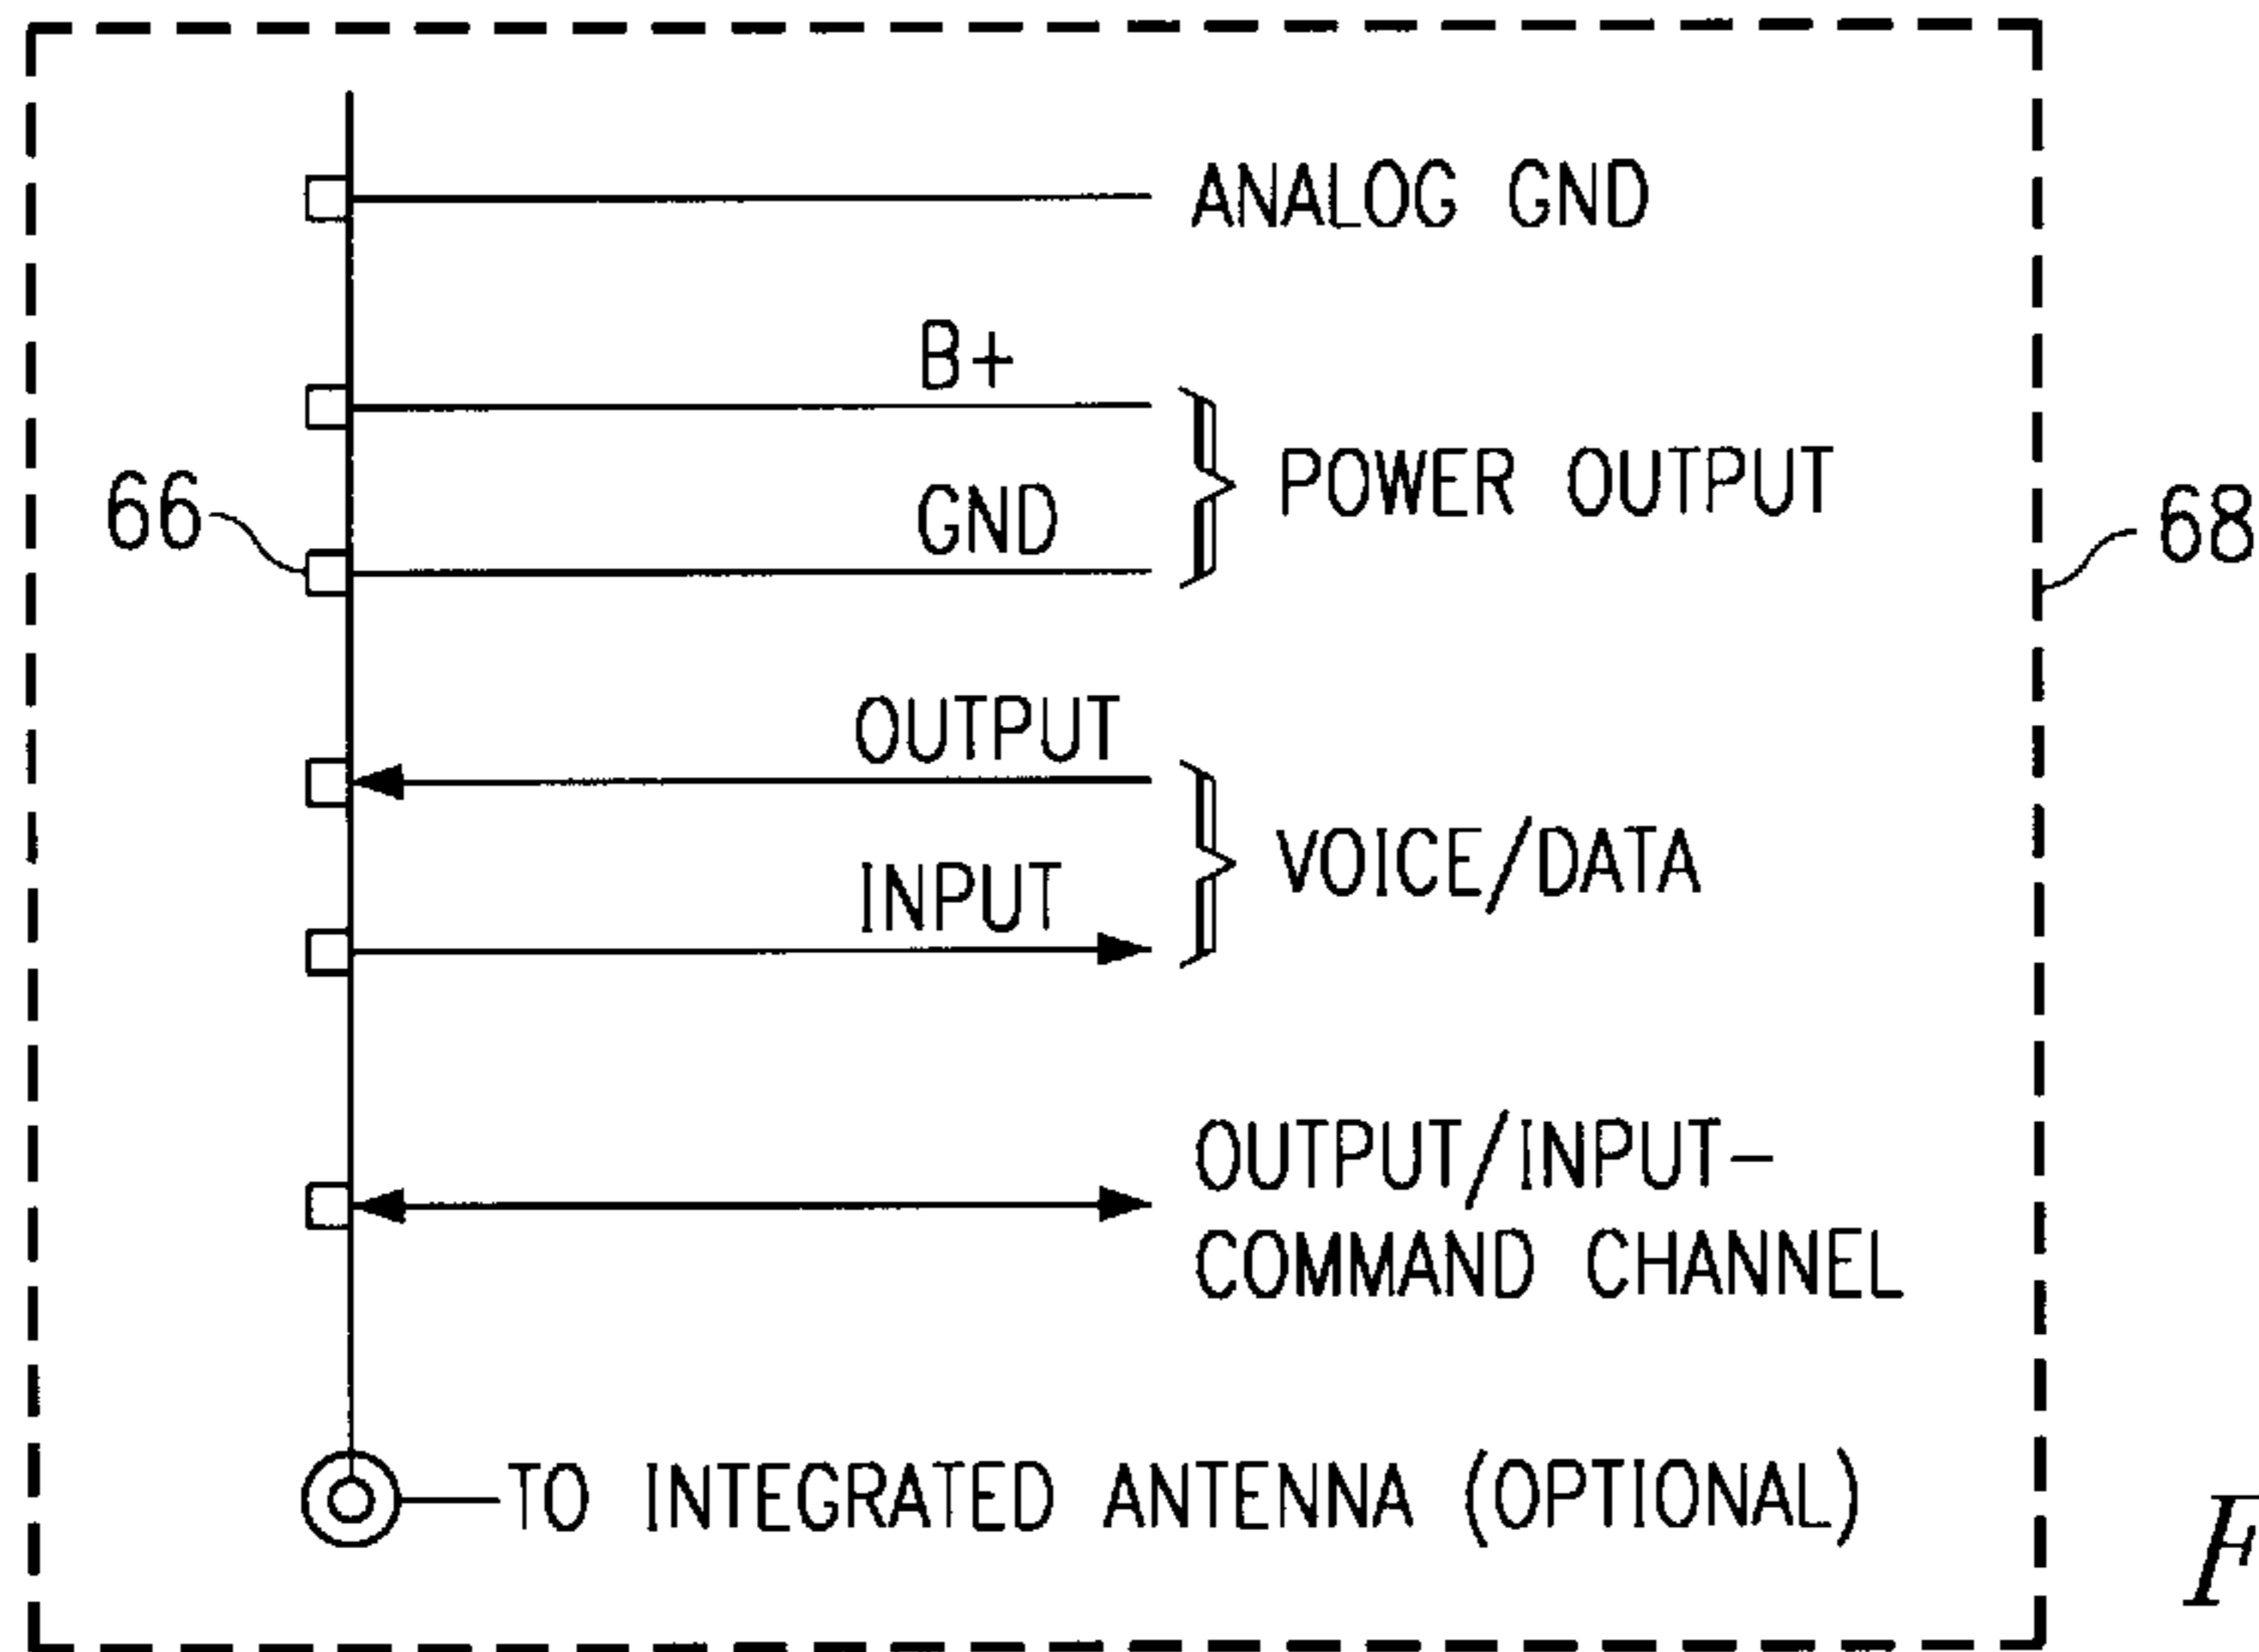 ANALOG GND
B+
GND
POWER OUTPUT
66
68
OUTPUT
INPUT
VOICE/DATA
OUTPUT/INPUT-
COMMAND CHANNEL
TO INTEGRATED ANTENNA (OPTIONAL)
F